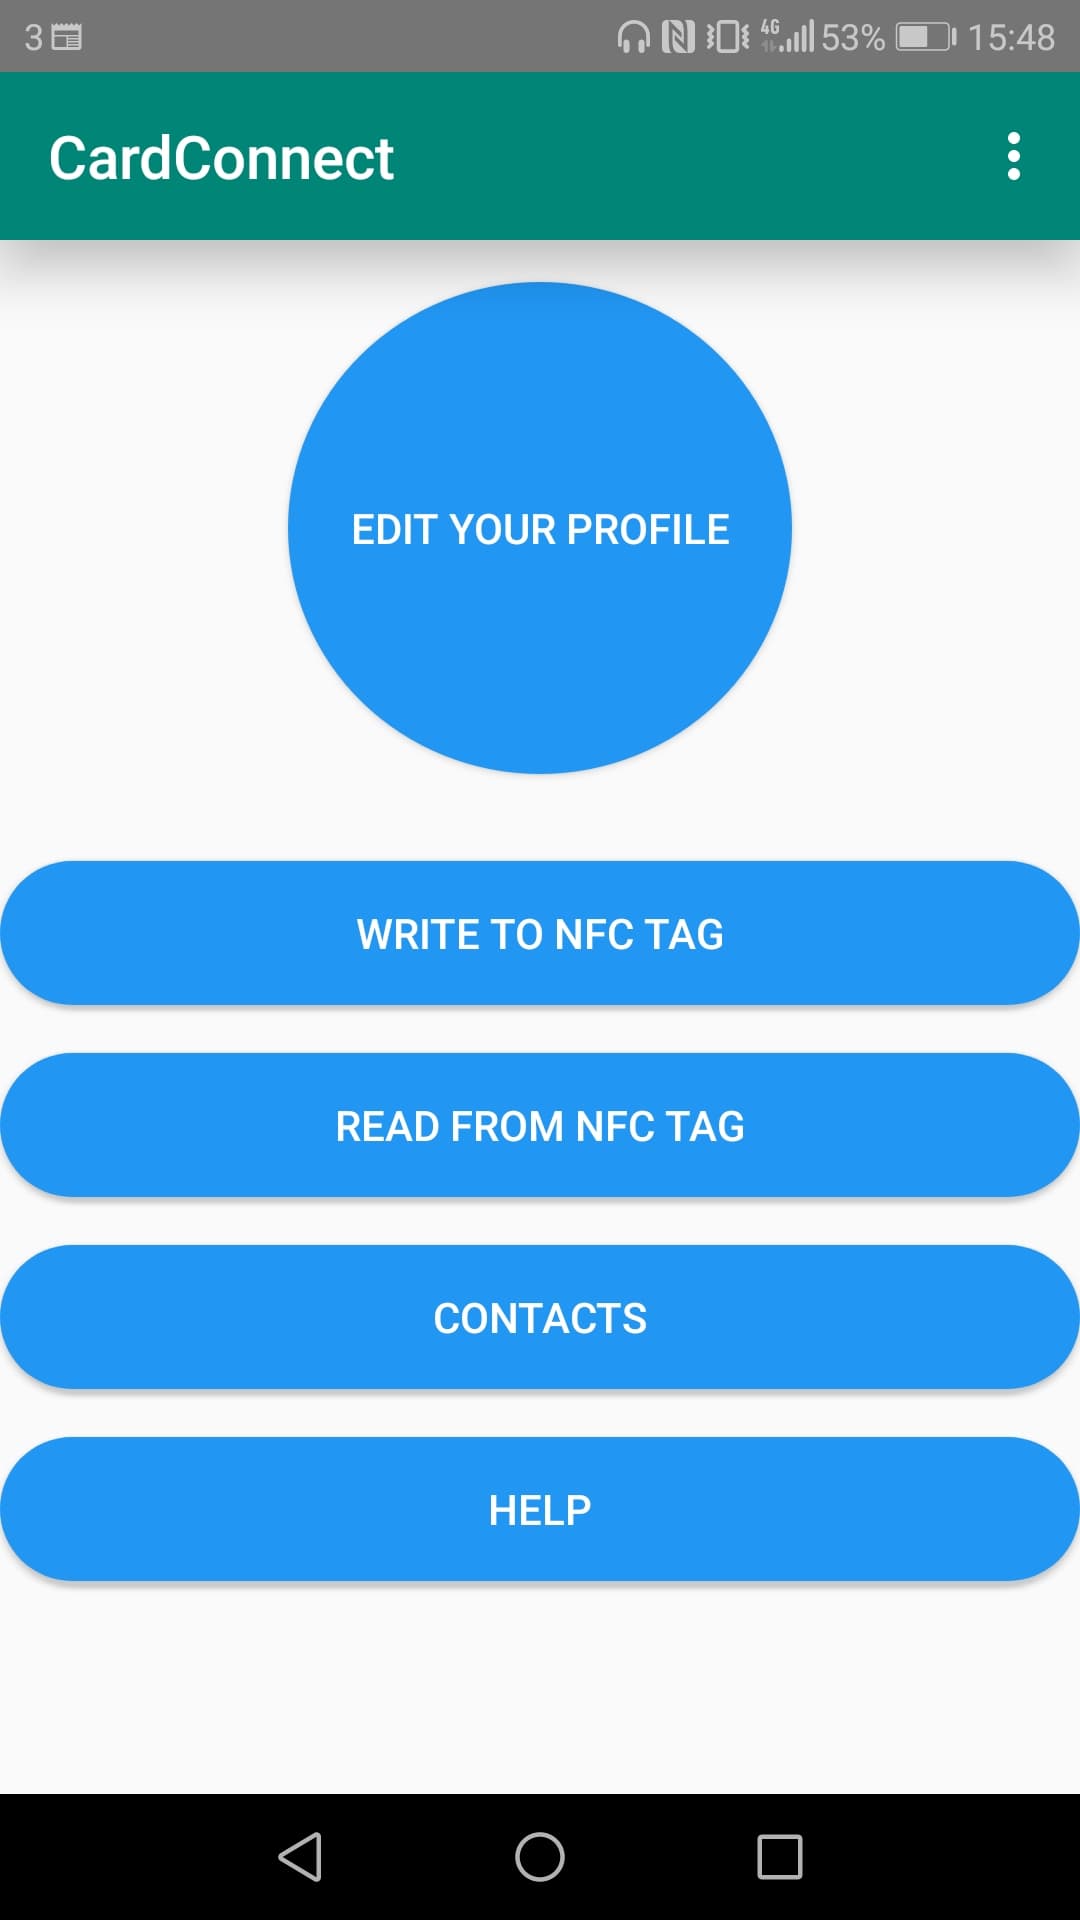 3 4G 53% 15:48
CardConnect
EDIT YOUR PROFILE
WRITE TO NFC TAG
READ FROM NFC TAG
CONTACTS
HELP